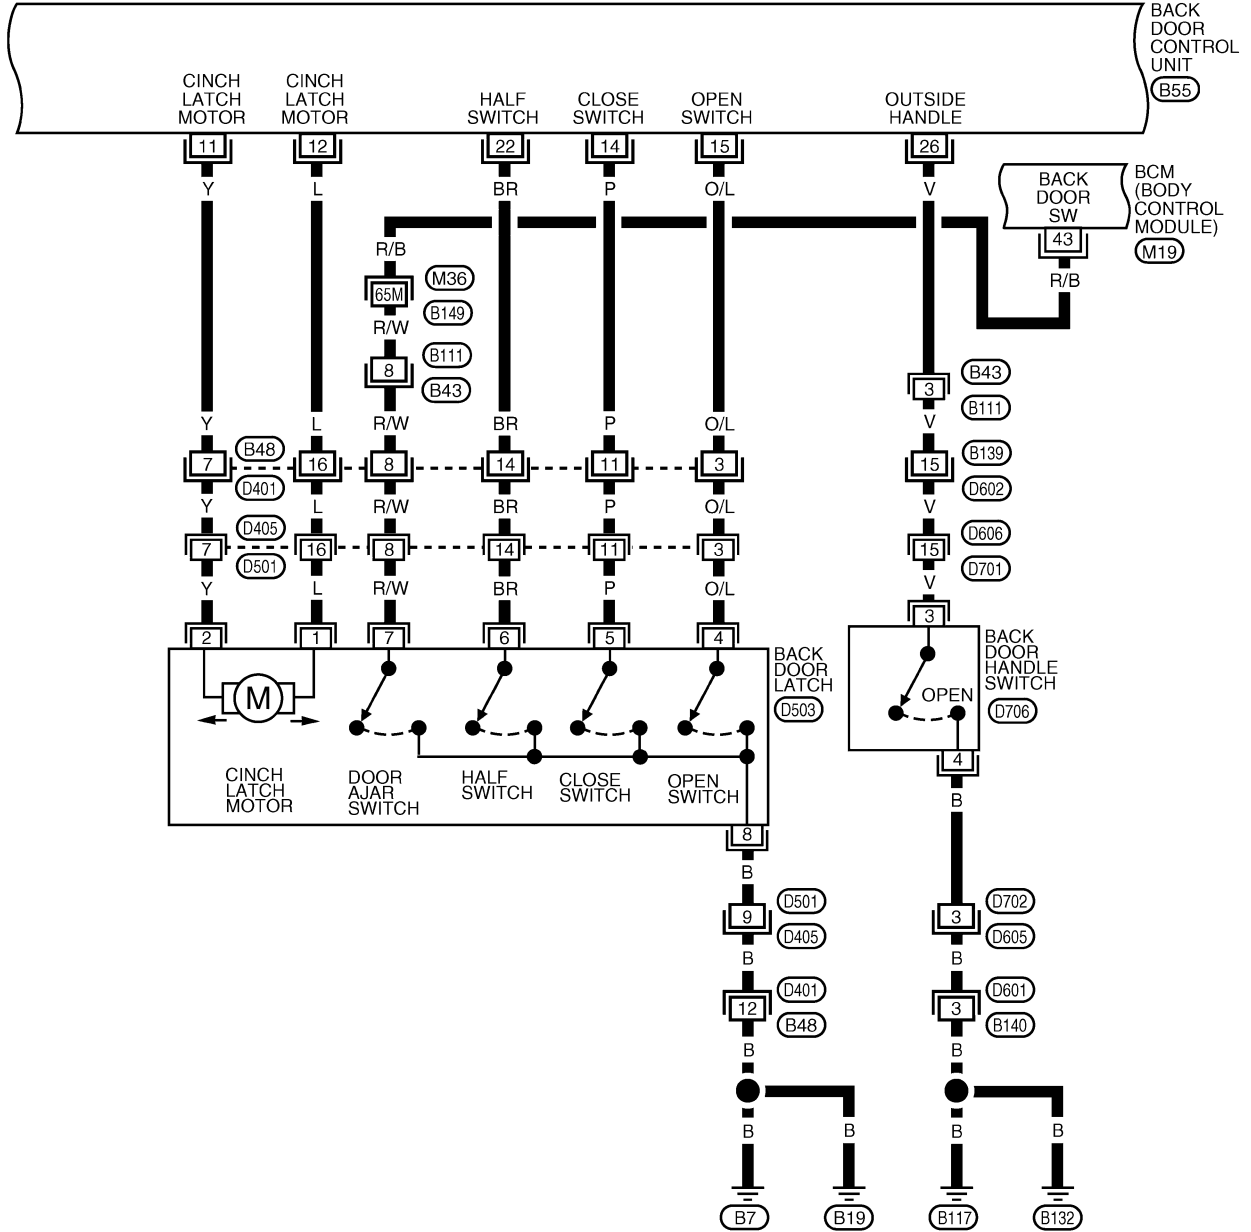 BACK
DOOR
CONTROL
UNIT
B55
CINCH
LATCH
MOTOR
CINCH
LATCH
MOTOR
HALF
SWITCH
CLOSE
SWITCH
OPEN
SWITCH
OUTSIDE
HANDLE
11 12 22 14 15 26
Y L BR P O/L V
BACK
DOOR
SW
BCM
(BODY
CONTROL
MODULE)
M19
43
R/B
R/B
65M
M36
B149
R/W
8
B111
B43
3
B43
B111
Y L R/W BR P O/L V
B48
7 16 8 14 11 3 15
D401
B139
D602
Y L R/W BR P O/L V
D405
7 16 8 14 11 3 15
D501
D606
D701
Y L R/W BR P O/L V
2 1 7 6 5 4 3
BACK
DOOR
LATCH
D503
M
BACK
DOOR
HANDLE
SWITCH
D706
OPEN
CINCH
LATCH
MOTOR
DOOR
AJAR
SWITCH
HALF
SWITCH
CLOSE
SWITCH
OPEN
SWITCH
4
B
8
B
9
D501
D405
3
D702
D605
B B
12
D401
B48
3
D601
B140
B B
B B B B
B7 B19 B117 B132